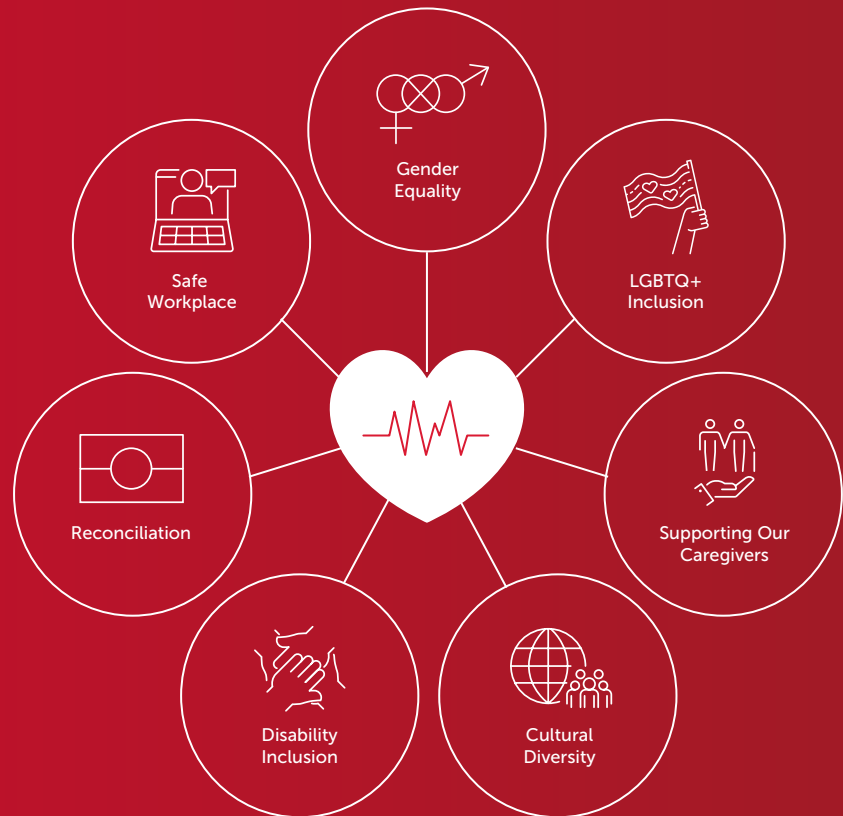 Gender
Equality
LGBTQ+
Inclusion
Supporting Our
Caregivers
Cultural
Diversity
Disability
Inclusion
Reconciliation
Safe
Workplace